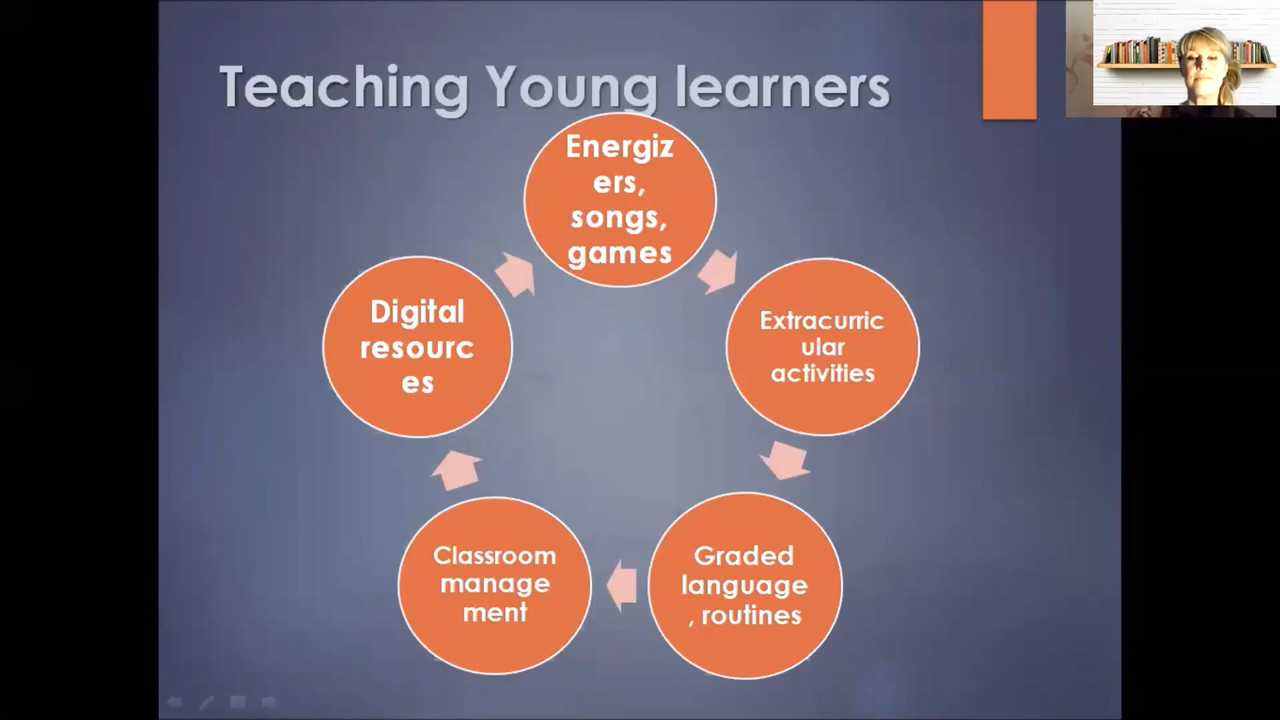 Teaching Young learners
Energiz
ers,
songs,
games
Extracurric
ular
activities
Graded
language
, routines
Classroom
manage
ment
Digital
resourc
es